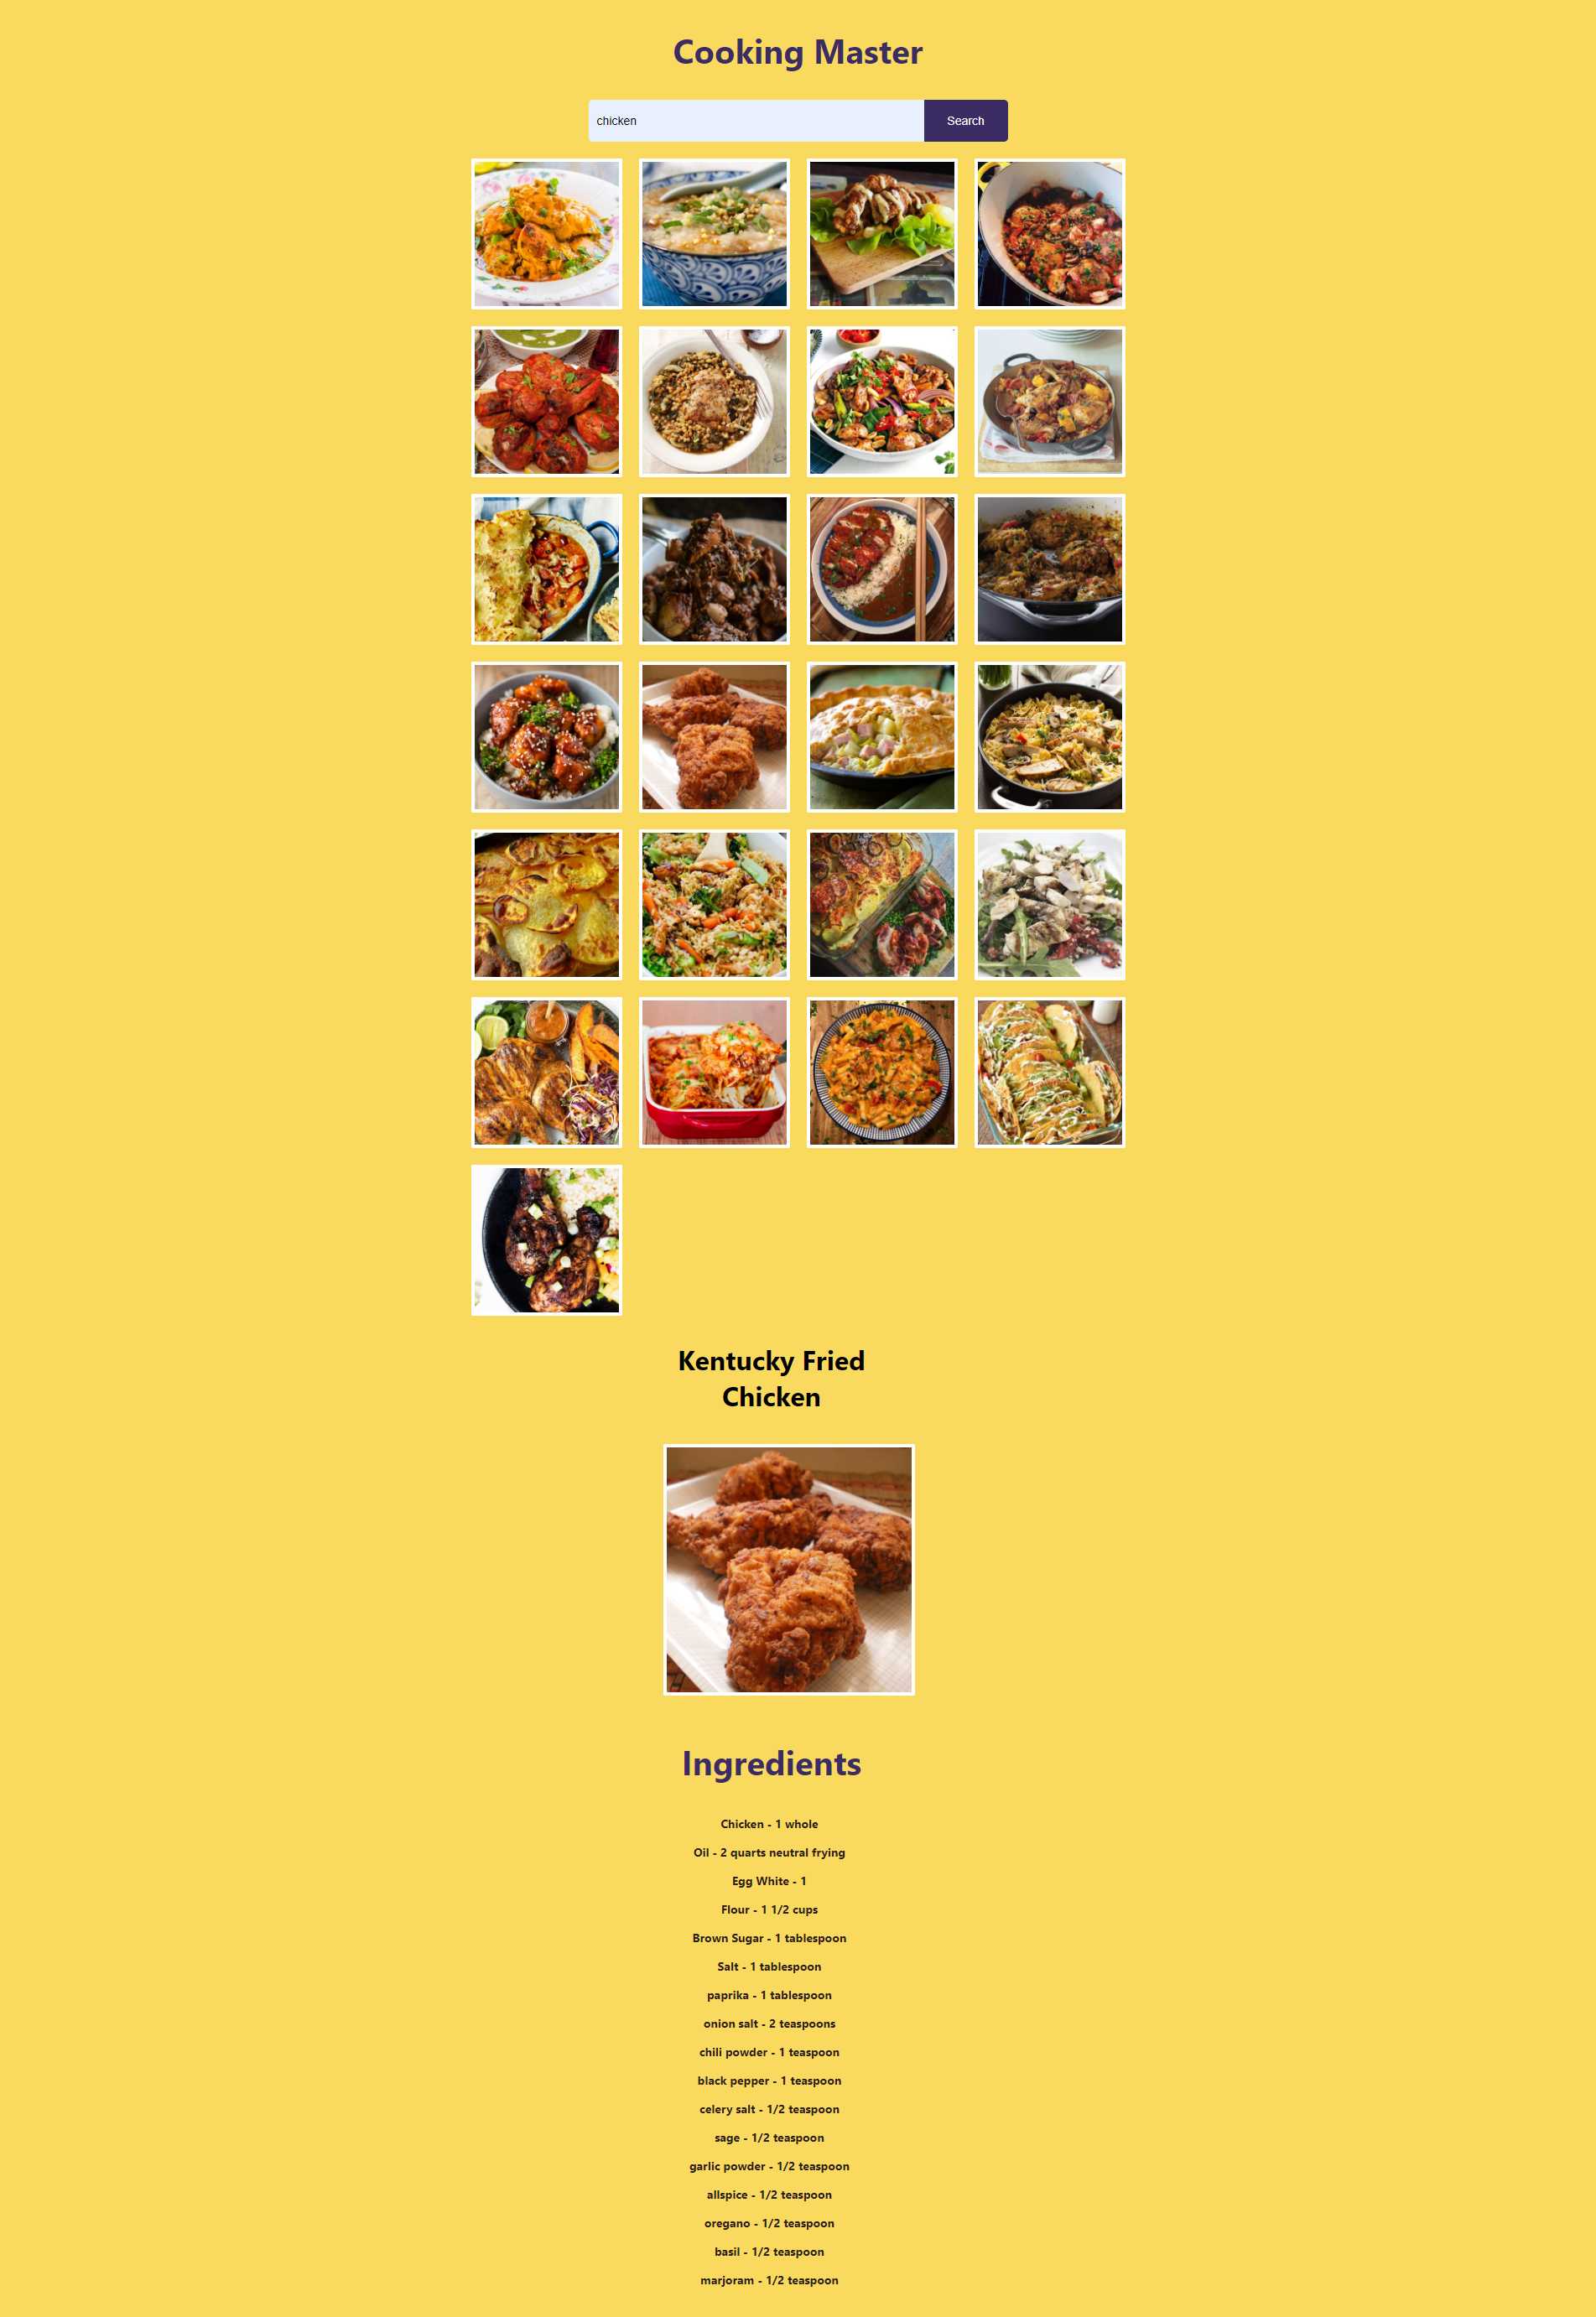 Cooking Master
chicken
Search
Kentucky Fried
Chicken
Ingredients
Chicken - 1 whole
Oil - 2 quarts neutral frying
Egg White - 1
Flour - 1 1/2 cups
Brown Sugar - 1 tablespoon
Salt - 1 tablespoon
paprika - 1 tablespoon
onion salt - 2 teaspoons
chili powder - 1 teaspoon
black pepper - 1 teaspoon
celery salt - 1/2 teaspoon
sage - 1/2 teaspoon
garlic powder - 1/2 teaspoon
allspice - 1/2 teaspoon
oregano - 1/2 teaspoon
basil - 1/2 teaspoon
marjoram - 1/2 teaspoon